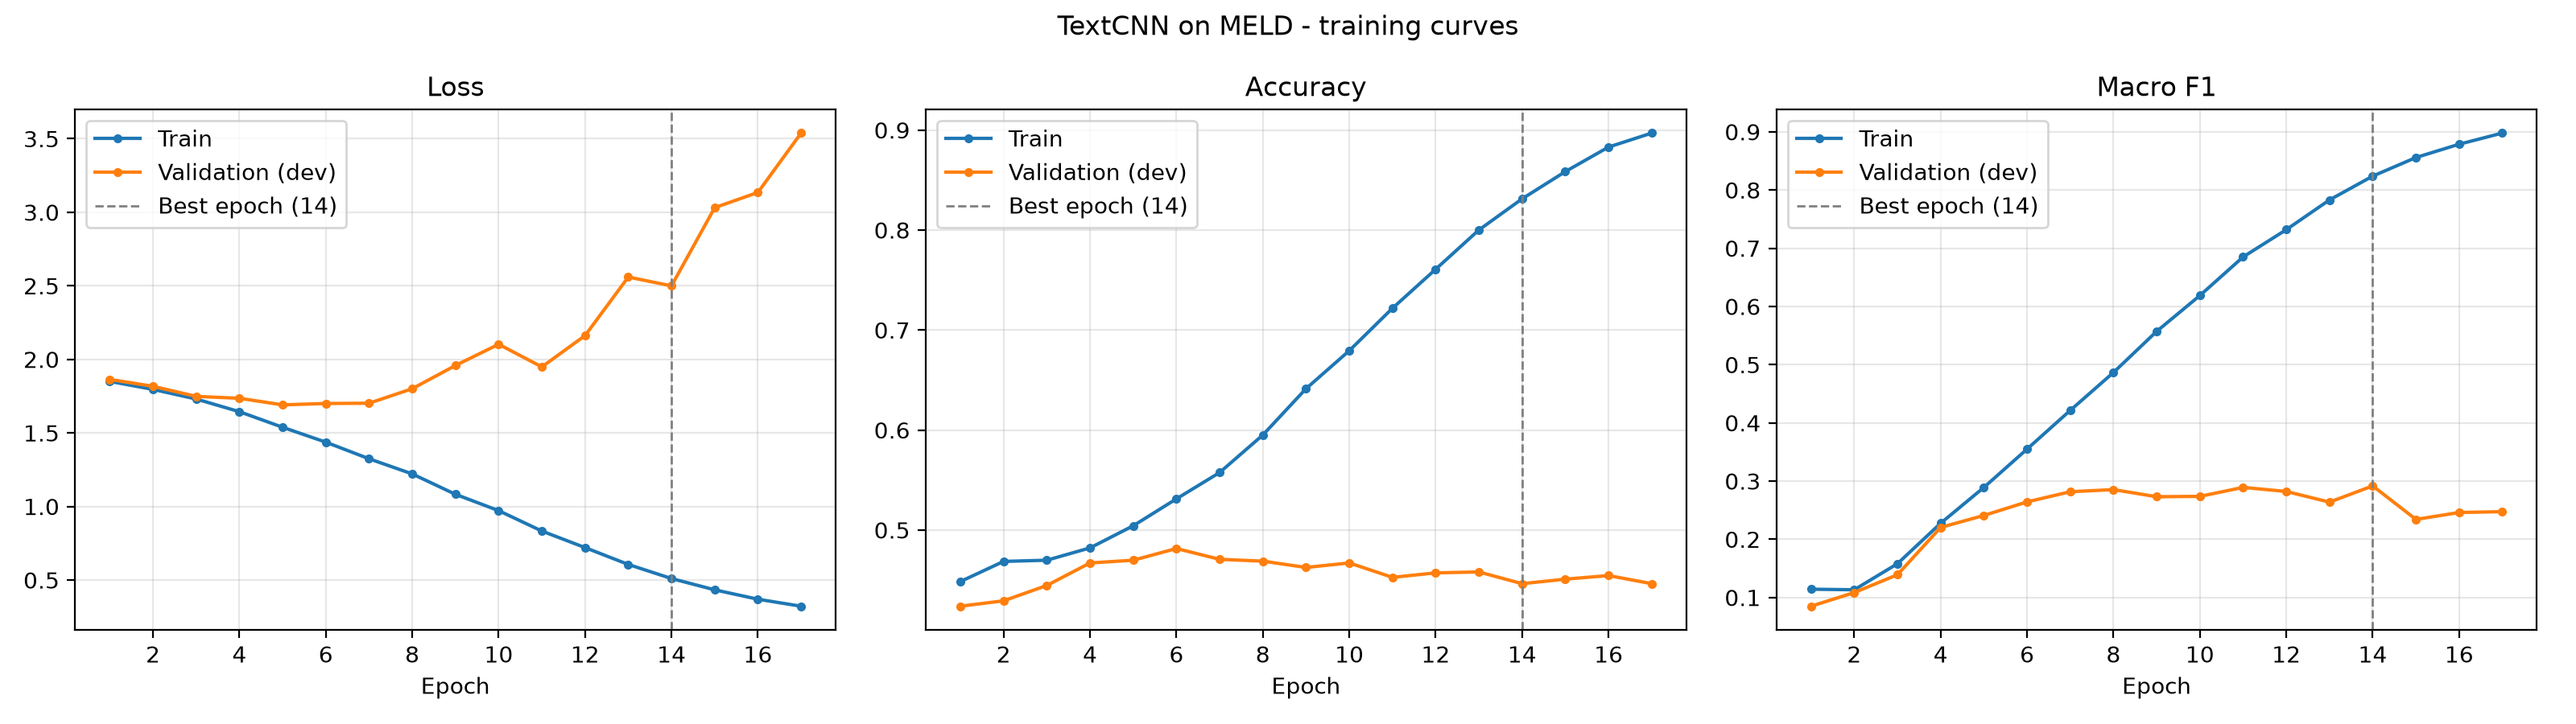 TextCNN on MELD - training curves
Loss
Train
Validation (dev)
Best epoch (14)
3.5
3.0
2.5
2.0
1.5
1.0
0.5
2 4 6 8 10 12 14 16
Epoch
Accuracy
Train
Validation (dev)
Best epoch (14)
0.9
0.8
0.7
0.6
0.5
2 4 6 8 10 12 14 16
Epoch
Macro F1
Train
Validation (dev)
Best epoch (14)
0.9
0.8
0.7
0.6
0.5
0.4
0.3
0.2
0.1
2 4 6 8 10 12 14 16
Epoch